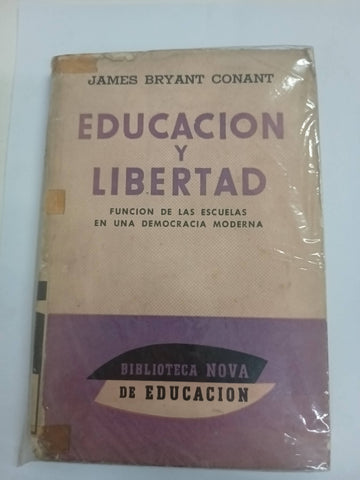 JAMES BRYANT CONANT
EDUCACION
Y
LIBERTAD
FUNCION DE LAS ESCUELAS
EN UNA DEMOCRACIA MODERNA
BIBLIOTECA NOVA
DE EDUCACION